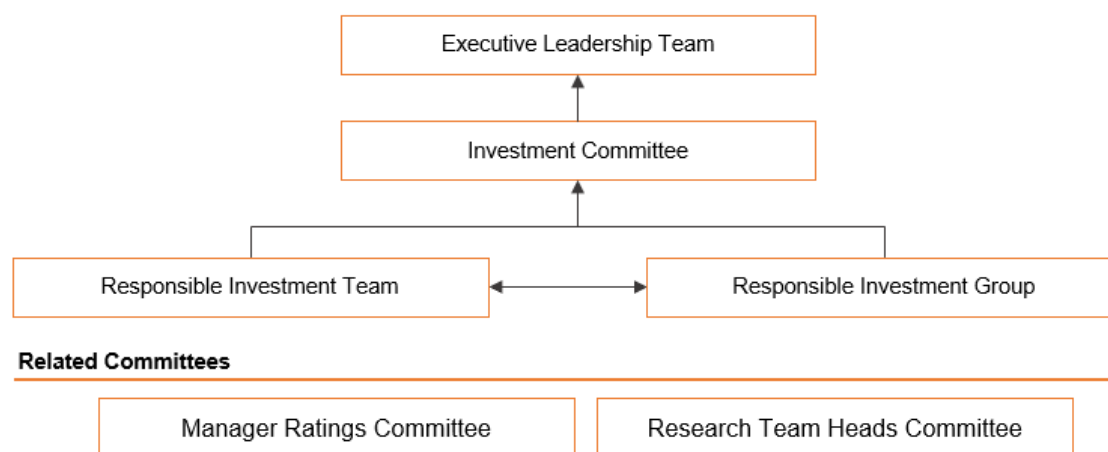 Executive Leadership Team
Investment Committee
Responsible Investment Team
Responsible Investment Group
Related Committees
Manager Ratings Committee
Research Team Heads Committee